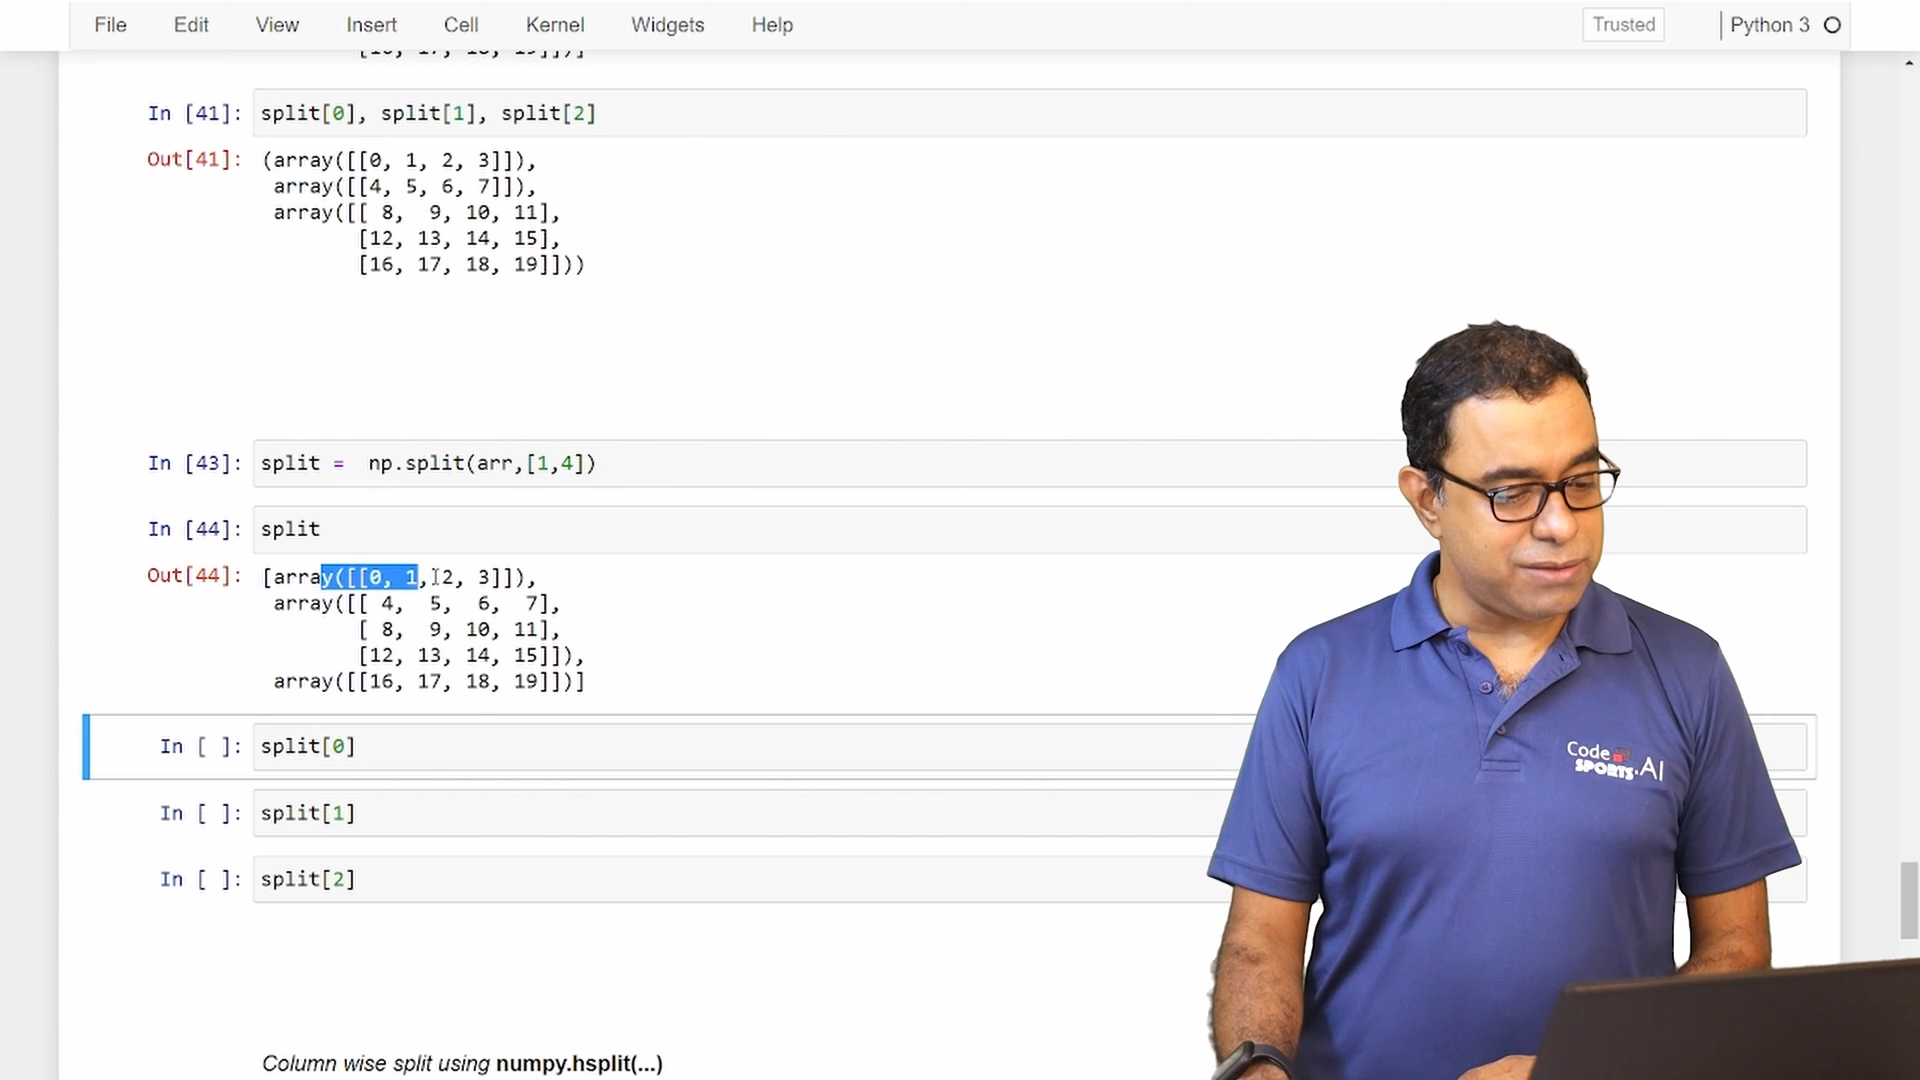 File Edit View Insert Cell Kernel Widgets Help Trusted Python 3
[16, 17, 18, 19]])]
In [41]: split[0], split[1], split[2]
Out[41]: (array([[0, 1, 2, 3]]),
array([[4, 5, 6, 7]]),
array([[ 8, 9, 10, 11],
[12, 13, 14, 15],
[16, 17, 18, 19]]))
In [43]: split = np.split(arr,[1,4])
In [44]: split
Out[44]: [array([[0, 1, 2, 3]]),
array([[ 4, 5, 6, 7],
[ 8, 9, 10, 11],
[12, 13, 14, 15]]),
array([[16, 17, 18, 19]])]
In [ ]: split[0]
In [ ]: split[1]
In [ ]: split[2]
Code
SPORTS.AI
Column wise split using numpy.hsplit(...)